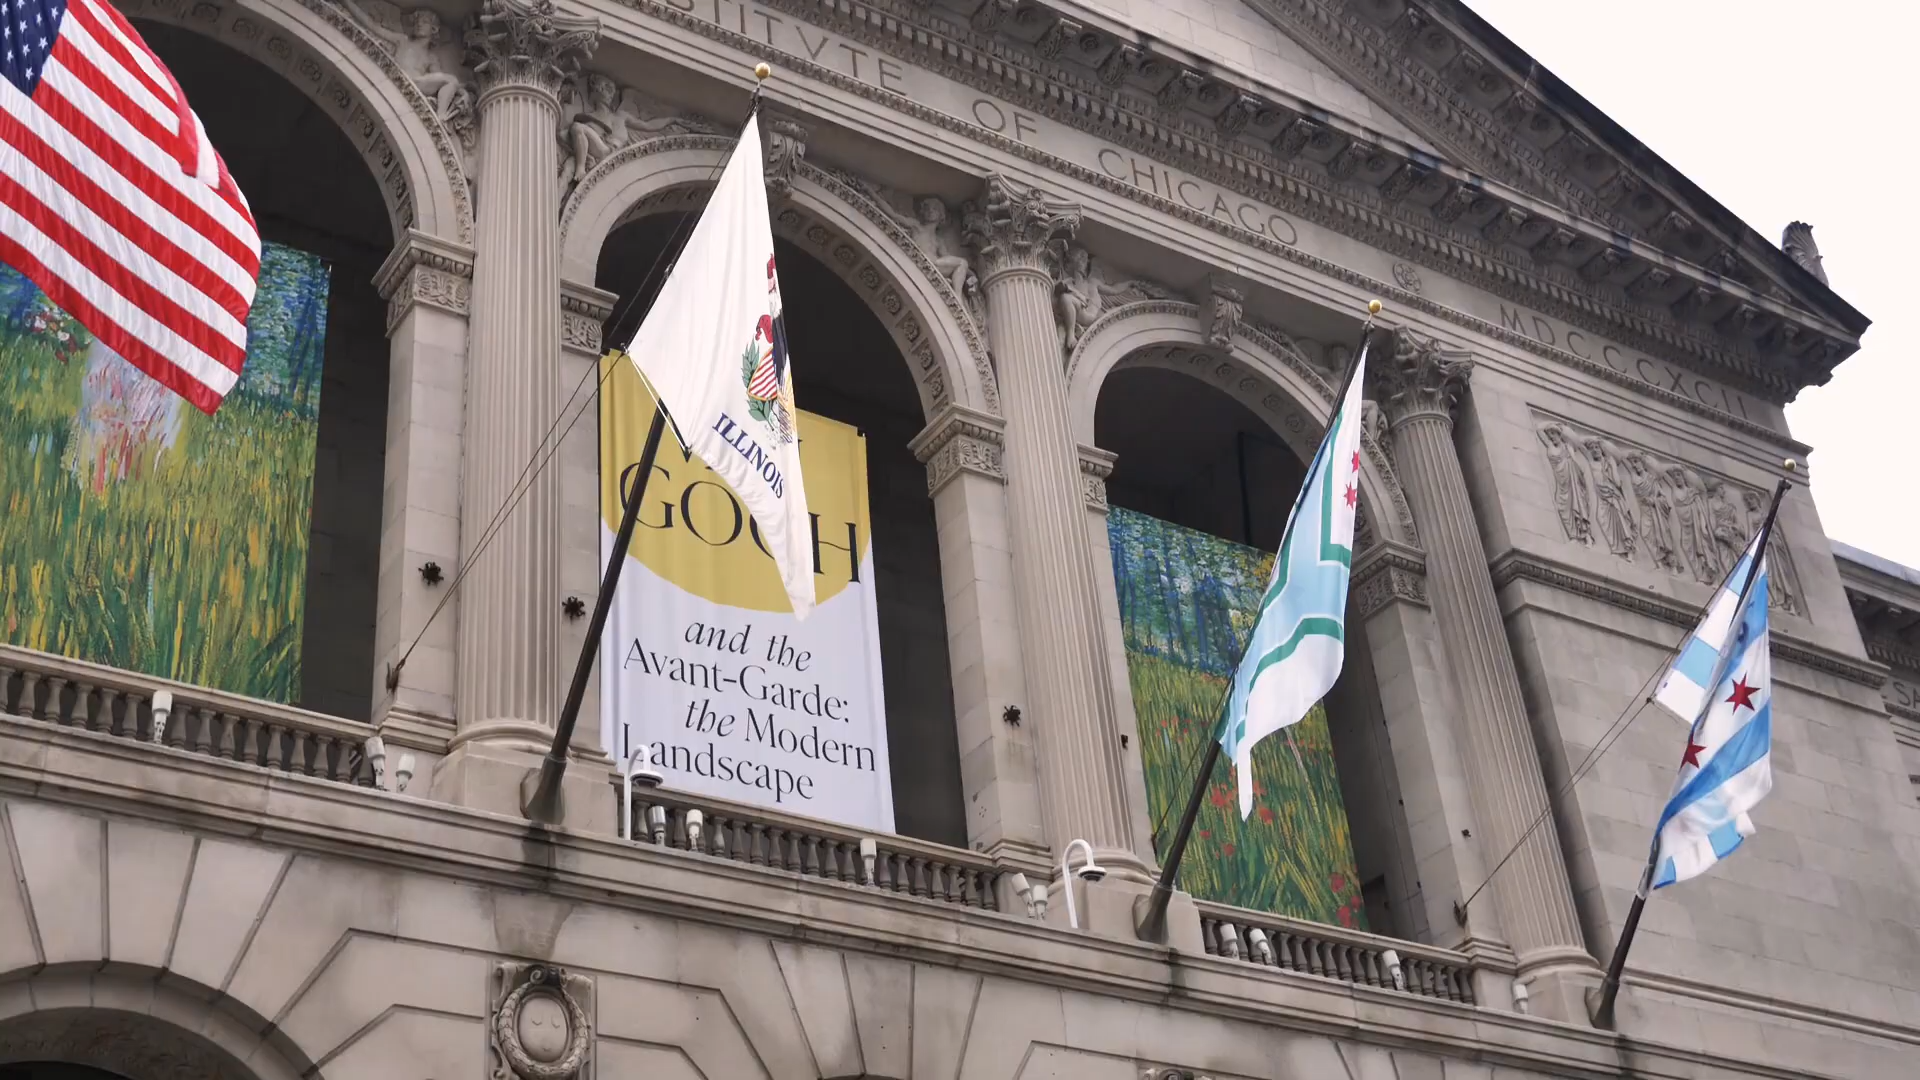 STITVTE OF CHICAGO
MDCCCXCII
ILLINOIS
GOGH
and the
Avant-Garde:
the Modern
Landscape